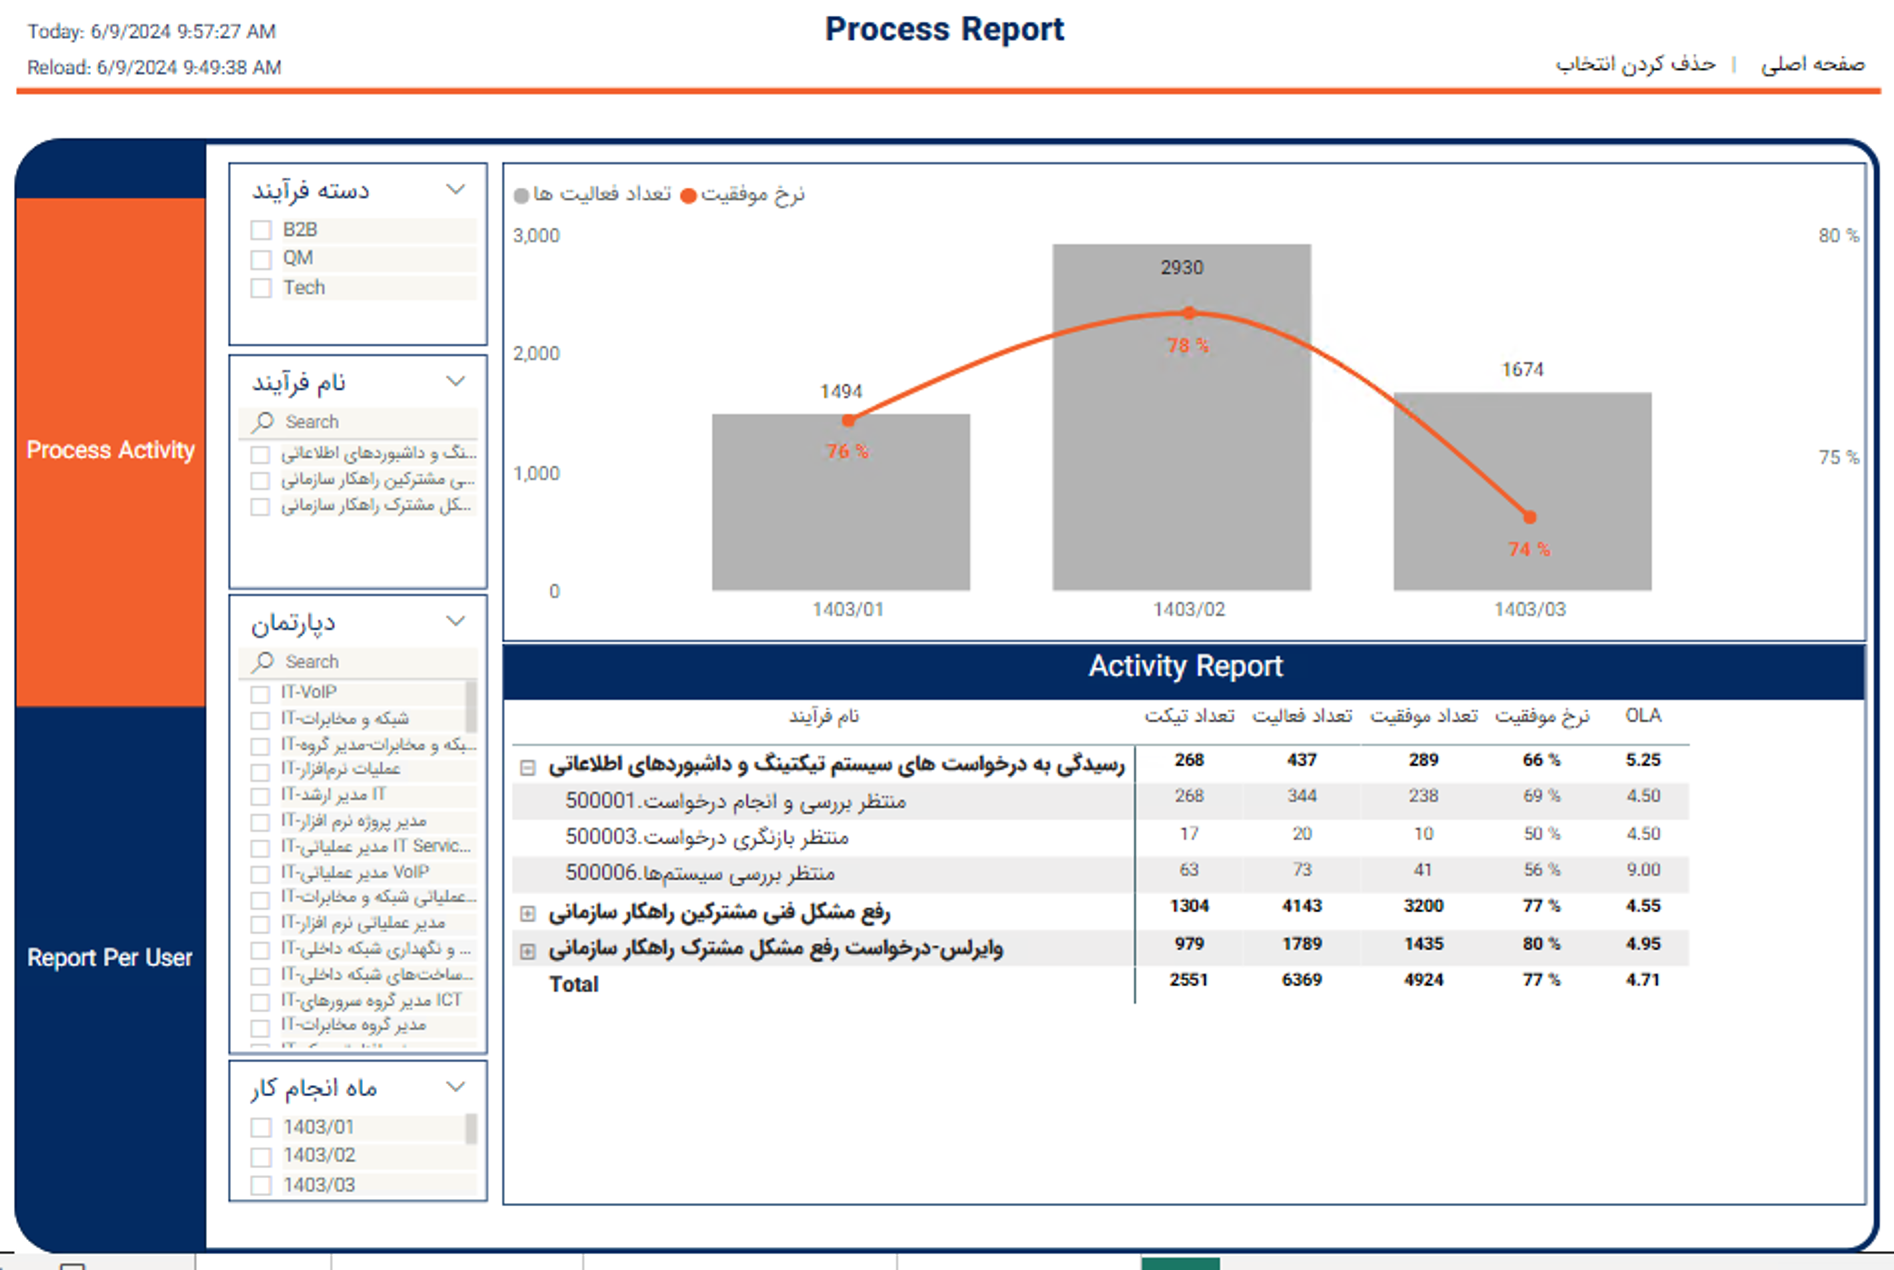 Today: 6/9/2024 9:57:27 AM
Reload: 6/9/2024 9:49:38 AM
Process Report
صفحه اصلی | حذف کردن انتخاب
Process Activity
Report Per User
دسته فرآیند
B2B
QM
Tech
نام فرآیند
Search
...نگ و داشبوردهای اطلاعاتی
...ی مشترکین راهکار سازمانی
...کل مشترک راهکار سازمانی
دپارتمان
Search
IT-VoIP
IT-شبکه و مخابرات
IT-بکه و مخابرات-مدیر گروه...
IT-عملیات نرم‌افزار
IT-مدیر ارشد IT
IT-مدیر پروژه نرم افزار
IT-مدیر عملیاتی IT Servic...
IT-مدیر عملیاتی VoIP
IT-عملیاتی شبکه و مخابرات...
IT-مدیر عملیاتی نرم افزار
IT-و نگهداری شبکه داخلی ...
IT-ساخت‌های شبکه داخلی...
IT-مدیر گروه سرورهای ICT
IT-مدیر گروه مخابرات
ماه انجام کار
1403/01
1403/02
1403/03
تعداد فعالیت ها نرخ موفقیت
3,000
2,000
1,000
0
80 %
75 %
1494
2930
1674
76 %
78 %
74 %
1403/01 1403/02 1403/03
Activity Report
نام فرآیند تعداد تیکت تعداد فعالیت تعداد موفقیت نرخ موفقیت OLA
رسیدگی به درخواست های سیستم تیکتینگ و داشبوردهای اطلاعاتی 268 437 289 66 % 5.25
500001.منتظر بررسی و انجام درخواست 268 344 238 69 % 4.50
500003.منتظر بازنگری درخواست 17 20 10 50 % 4.50
500006.منتظر بررسی سیستم‌ها 63 73 41 56 % 9.00
رفع مشکل فنی مشترکین راهکار سازمانی 1304 4143 3200 77 % 4.55
وایرلس-درخواست رفع مشکل مشترک راهکار سازمانی 979 1789 1435 80 % 4.95
Total 2551 6369 4924 77 % 4.71